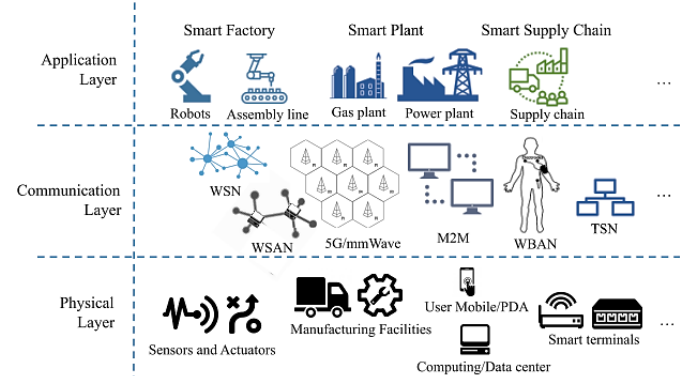 Smart Factory
Smart Plant
Smart Supply Chain
Application
Layer
Robots
Assembly line
Gas plant
Power plant
Supply chain
...
Communication
Layer
WSN
WSAN
5G/mmWave
M2M
WBAN
TSN
...
Physical
Layer
Sensors and Actuators
Manufacturing Facilities
User Mobile/PDA
Computing/Data center
Smart terminals
...